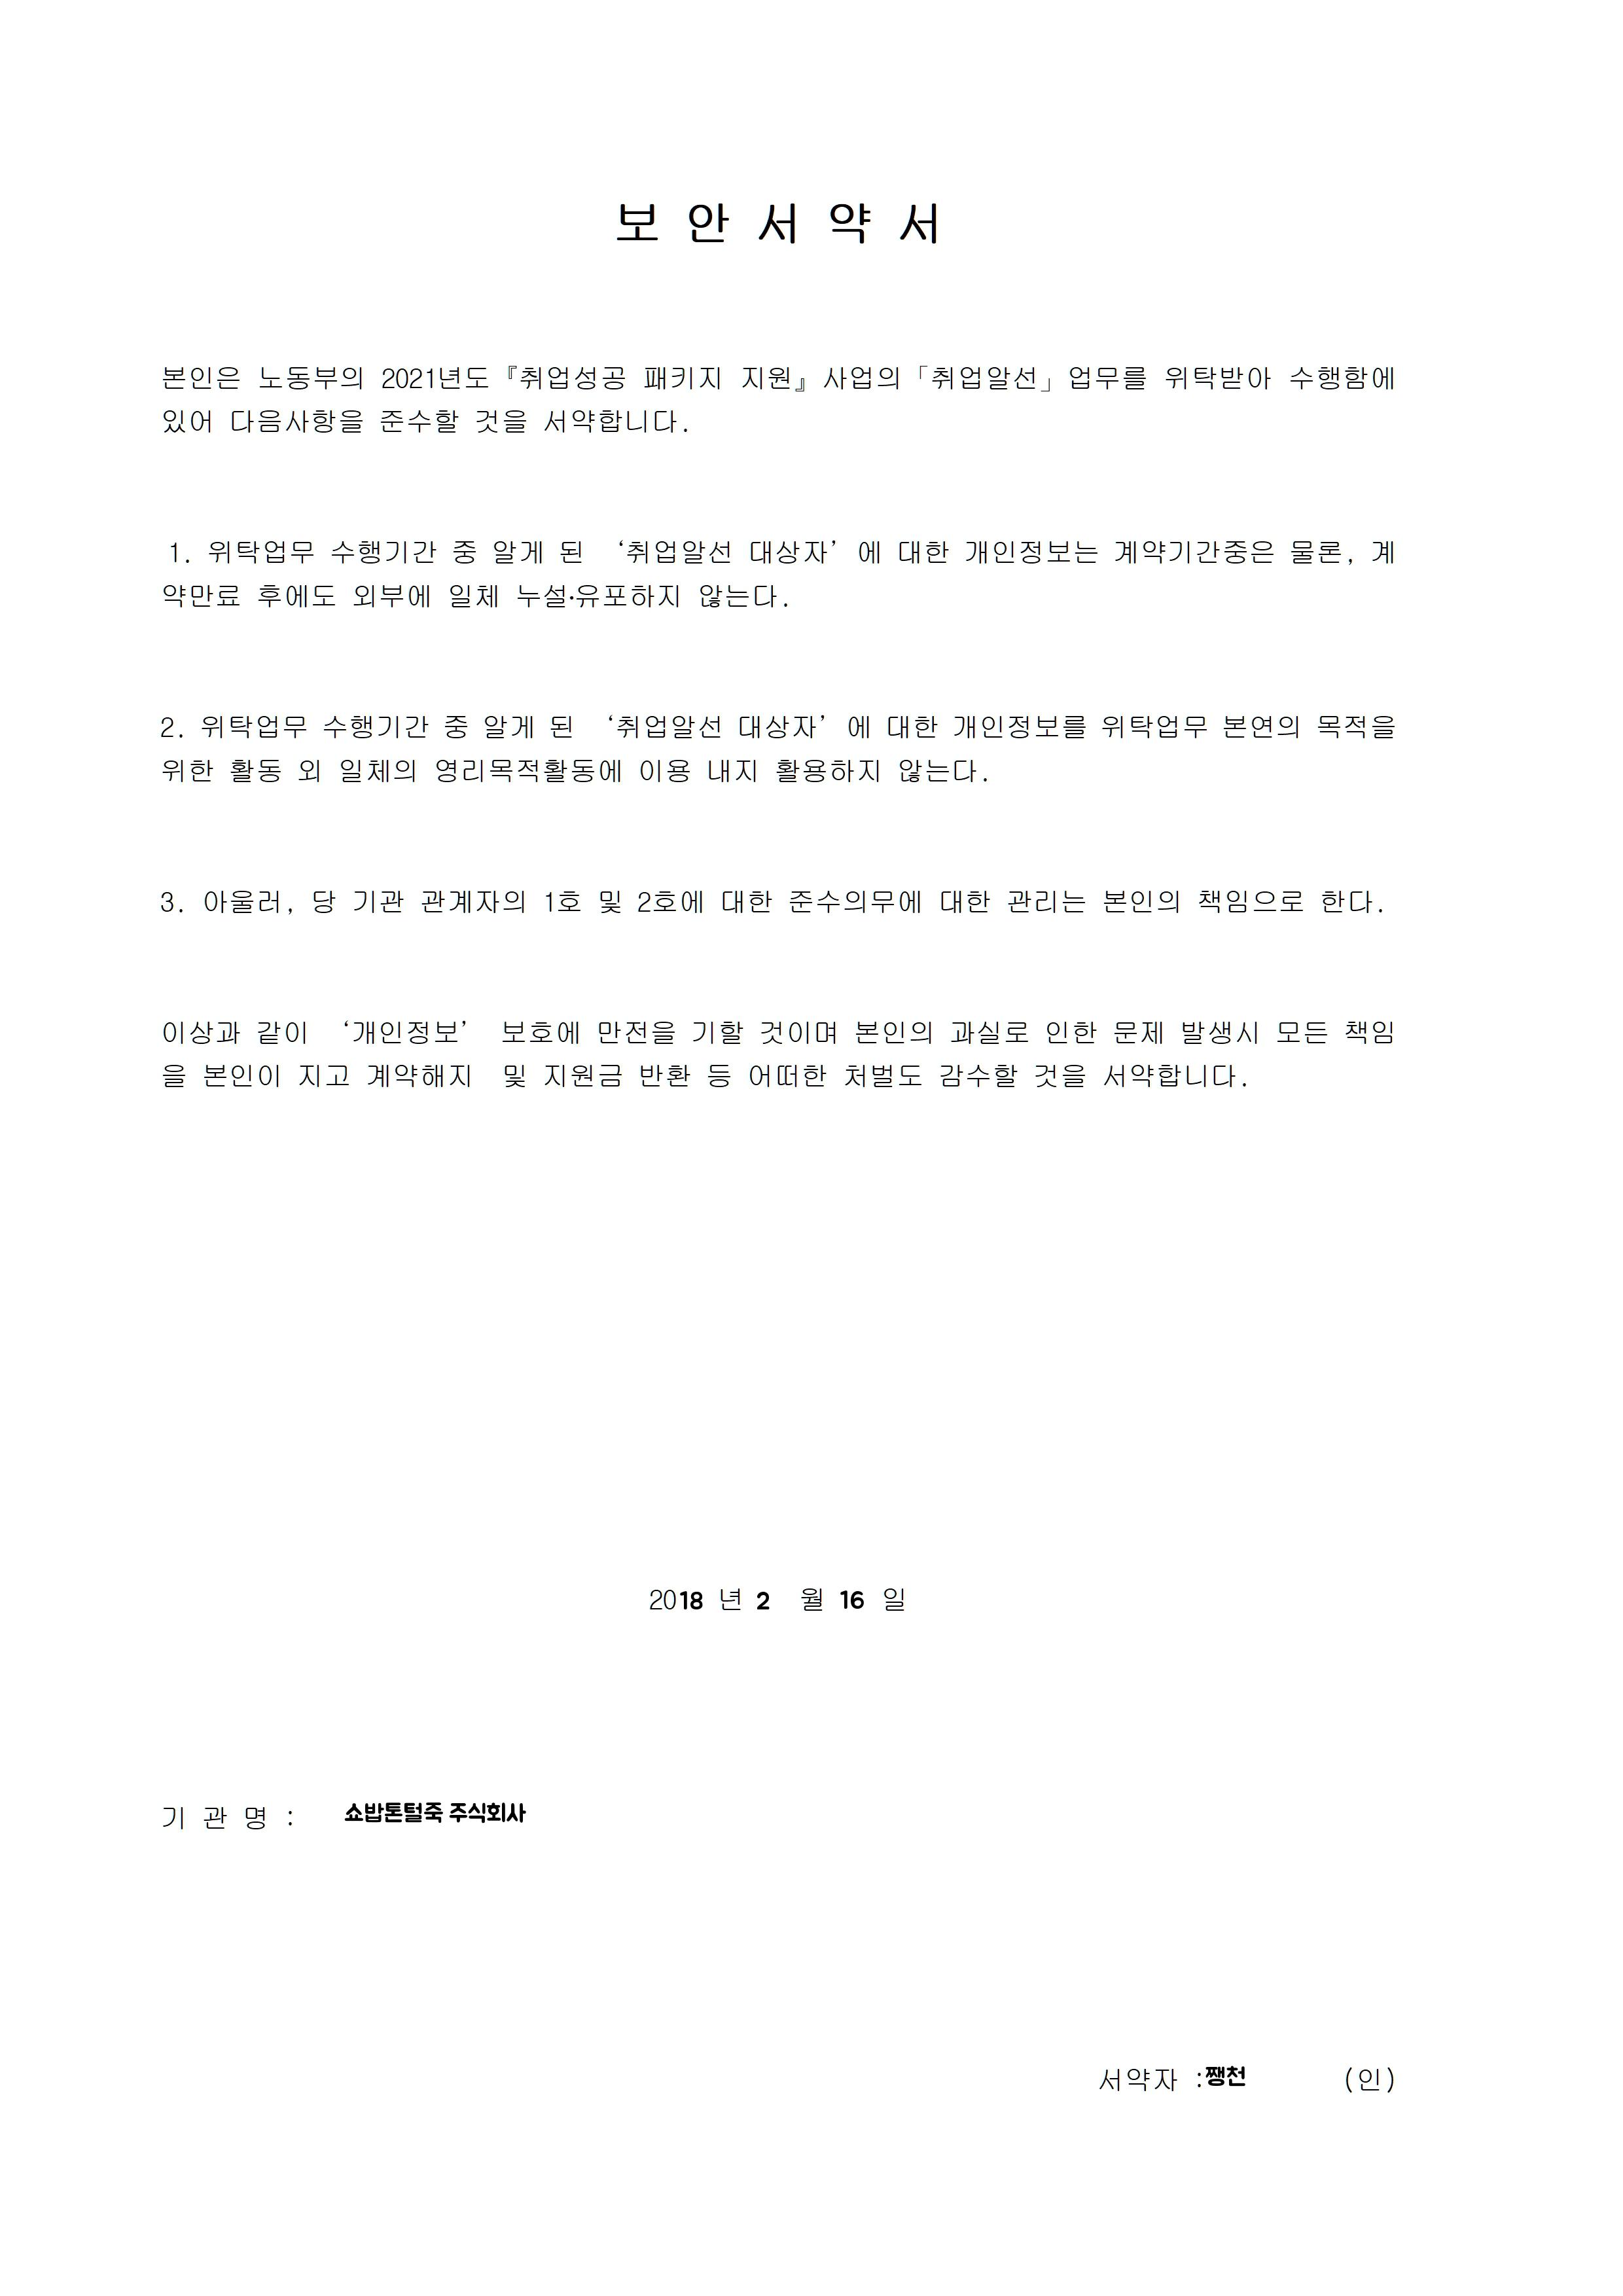 보 안 서 약 서
본인은 노동부의 2021년도『취업성공 패키지 지원』사업의「취업알선」업무를 위탁받아 수행함에
있어 다음사항을 준수할 것을 서약합니다.
1. 위탁업무 수행기간 중 알게 된 ‘취업알선 대상자’에 대한 개인정보는 계약기간중은 물론, 계
약만료 후에도 외부에 일체 누설·유포하지 않는다.
2. 위탁업무 수행기간 중 알게 된 ‘취업알선 대상자’에 대한 개인정보를 위탁업무 본연의 목적을
위한 활동 외 일체의 영리목적활동에 이용 내지 활용하지 않는다.
3. 아울러, 당 기관 관계자의 1호 및 2호에 대한 준수의무에 대한 관리는 본인의 책임으로 한다.
이상과 같이 ‘개인정보’ 보호에 만전을 기할 것이며 본인의 과실로 인한 문제 발생시 모든 책임
을 본인이 지고 계약해지 및 지원금 반환 등 어떠한 처벌도 감수할 것을 서약합니다.
2018 년 2 월 16 일
기 관 명 : 쇼밥톤털죽 주식회사
서약자 :쨍천 (인)